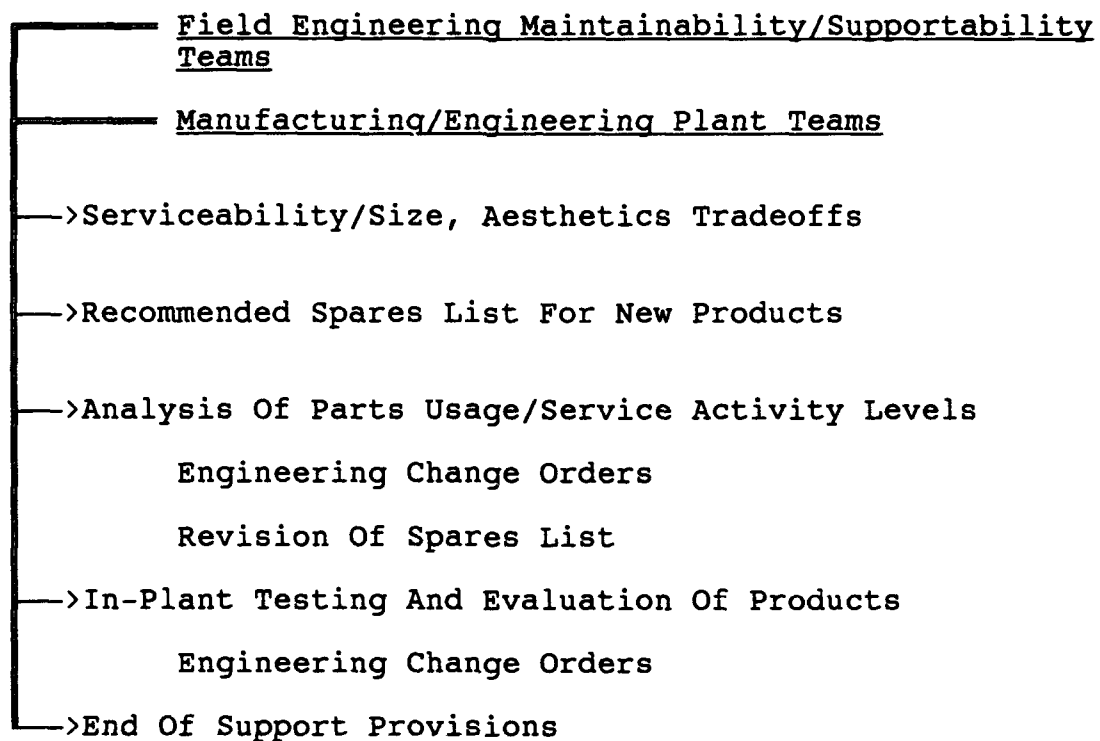 Field Engineering Maintainability/Supportability
Teams
Manufacturing/Engineering Plant Teams
>Serviceability/Size, Aesthetics Tradeoffs
>Recommended Spares List For New Products
>Analysis Of Parts Usage/Service Activity Levels
Engineering Change Orders
Revision Of Spares List
>In-Plant Testing And Evaluation Of Products
Engineering Change Orders
>End Of Support Provisions